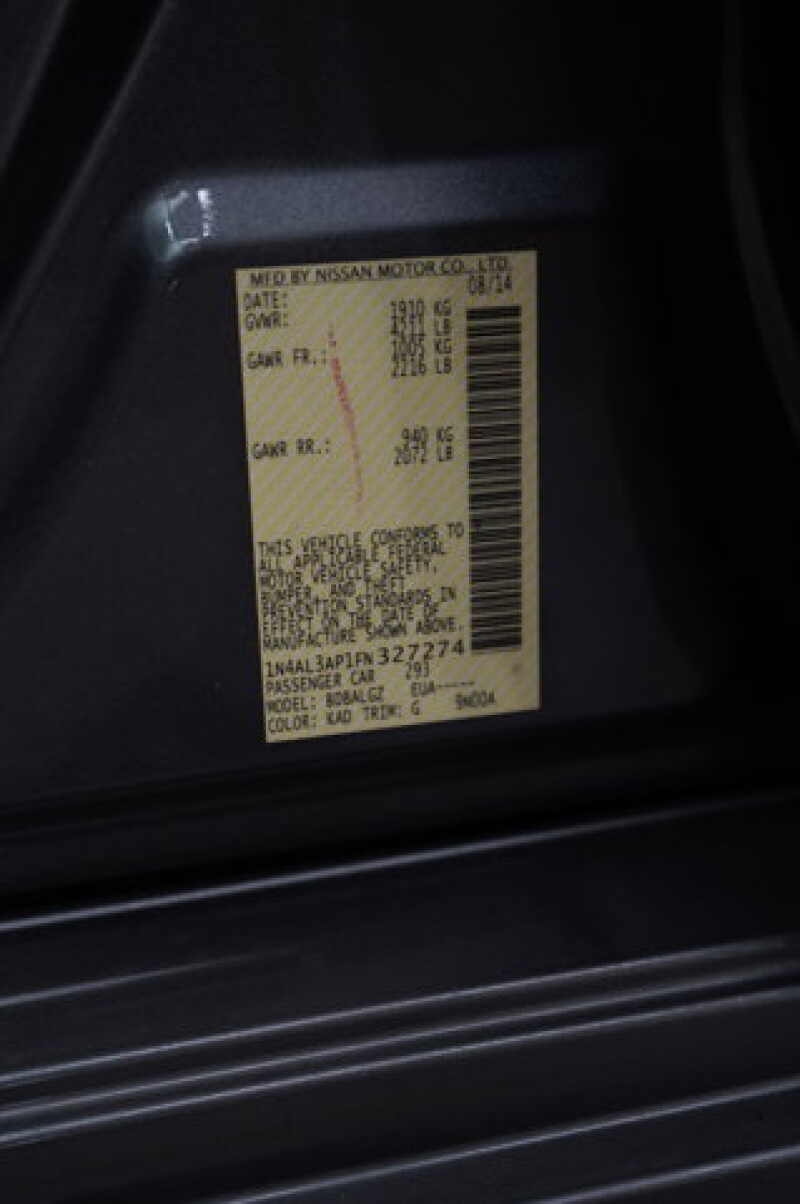 MFD BY NISSAN MOTOR CO., LTD.
DATE: 08/14
GVWR: 1910 KG
4211 LB
GAWR FR.: 1005 KG
2216 LB
GAWR RR.: 940 KG
2072 LB
THIS VEHICLE CONFORMS TO
ALL APPLICABLE FEDERAL
MOTOR VEHICLE SAFETY,
BUMPER, AND THEFT
PREVENTION STANDARDS IN
EFFECT ON THE DATE OF
MANUFACTURE SHOWN ABOVE.
1N4AL3AP1FN 327274
PASSENGER CAR 293
MODEL: BDBALGZ EUA-----
COLOR: KAD TRIM: G 9N00A